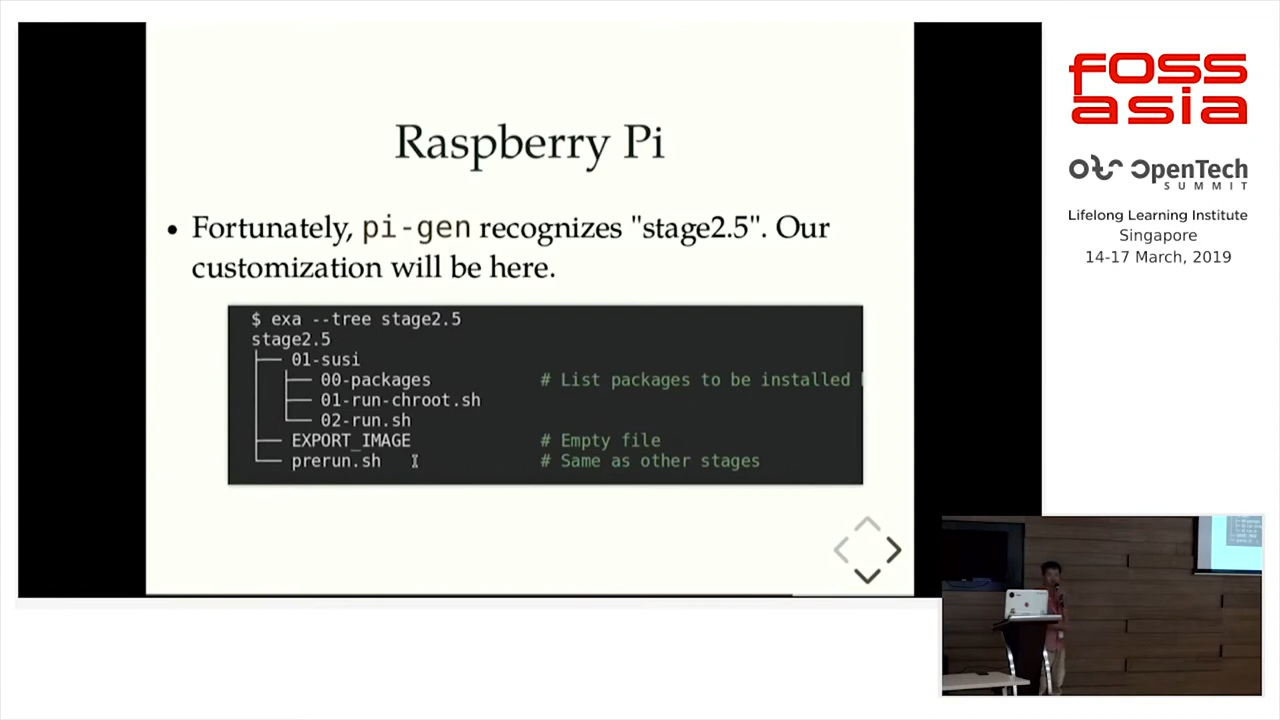 Raspberry Pi
• Fortunately, pi-gen recognizes "stage2.5". Our
customization will be here.
$ exa --tree stage2.5
stage2.5
├── 01-susi
│ ├── 00-packages # List packages to be installed
│ ├── 01-run-chroot.sh
│ └── 02-run.sh
├── EXPORT_IMAGE # Empty file
└── prerun.sh # Same as other stages
fOSS
asia
OpenTech
SUMMIT
Lifelong Learning Institute
Singapore
14-17 March, 2019